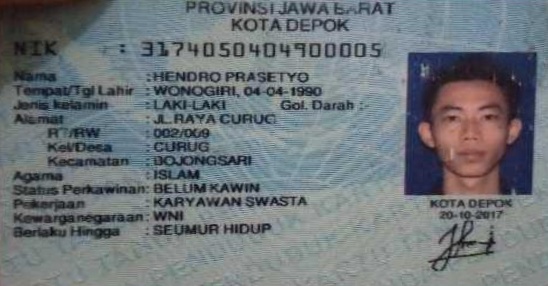 PROVINSI JAWA BARAT
KOTA DEPOK
NIK : 3174050404900005
Nama : HENDRO PRASETYO
Tempat/Tgl Lahir : WONOGIRI, 04-04-1990
Jenis kelamin : LAKI-LAKI Gol. Darah :-
Alamat : JL RAYA CURUG
RT/RW : 002/009
Kel/Desa : CURUG
Kecamatan : BOJONGSARI
Agama : ISLAM
Status Perkawinan: BELUM KAWIN
Pekerjaan : KARYAWAN SWASTA
Kewarganegaraan : WNI
Berlaku Hingga : SEUMUR HIDUP
KOTA DEPOK
20-10-2017